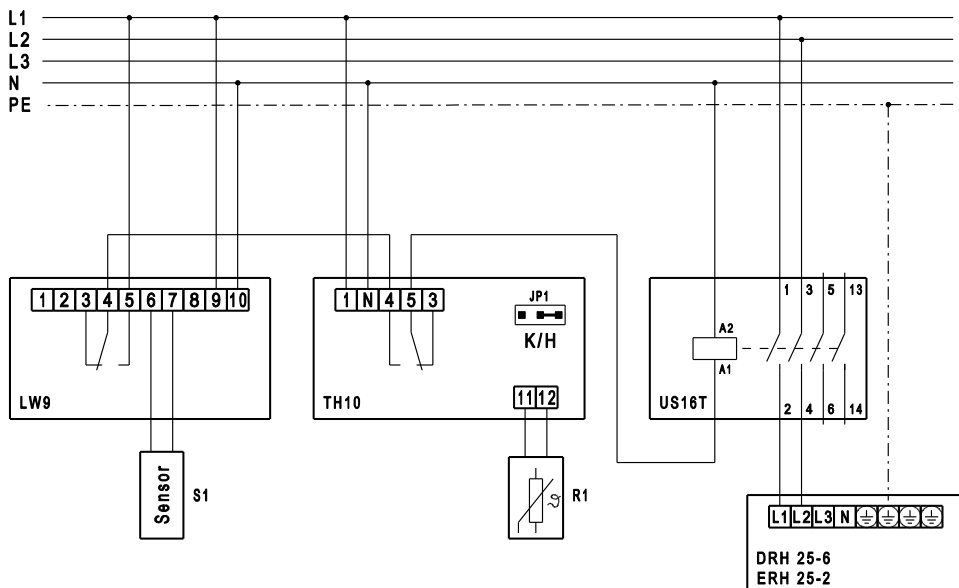 L1
L2
L3
N
PE
1 2 3 4 5 6 7 8 9 10
LW9
Sensor
S1
1 N 4 5 3
JP1
K/H
TH10
11 12
R1
ϑ
1 3 5 13
A2
A1
US16T
2 4 6 14
L1 L2 L3 N
DRH 25-6
ERH 25-2